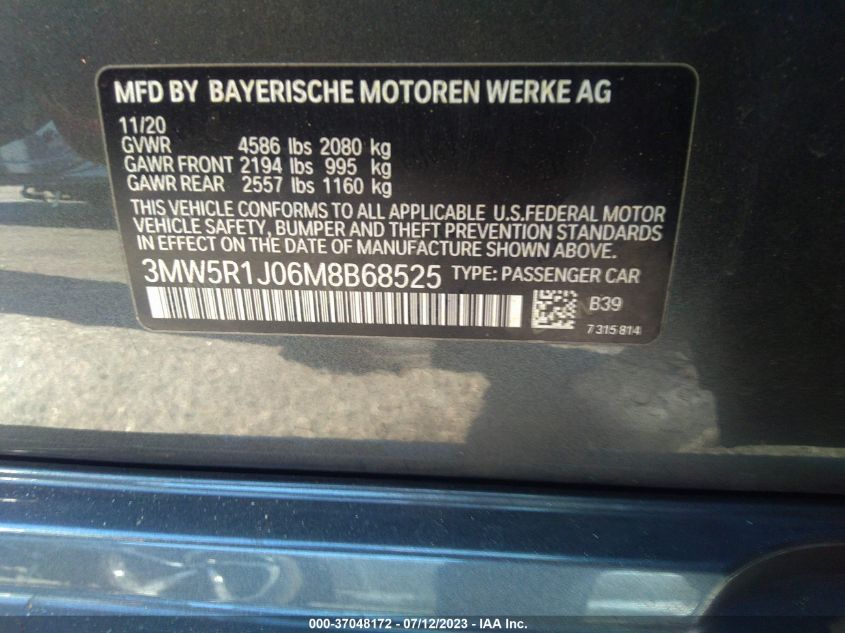 MFD BY BAYERISCHE MOTOREN WERKE AG
11/20
GVWR 4586 lbs 2080 kg
GAWR FRONT 2194 lbs 995 kg
GAWR REAR 2557 lbs 1160 kg
THIS VEHICLE CONFORMS TO ALL APPLICABLE U.S.FEDERAL MOTOR
VEHICLE SAFETY, BUMPER AND THEFT PREVENTION STANDARDS
IN EFFECT ON THE DATE OF MANUFACTURE SHOWN ABOVE.
3MW5R1J06M8B68525 TYPE: PASSENGER CAR
B39
7 315 814
000-37048172 - 07/12/2023 - IAA Inc.